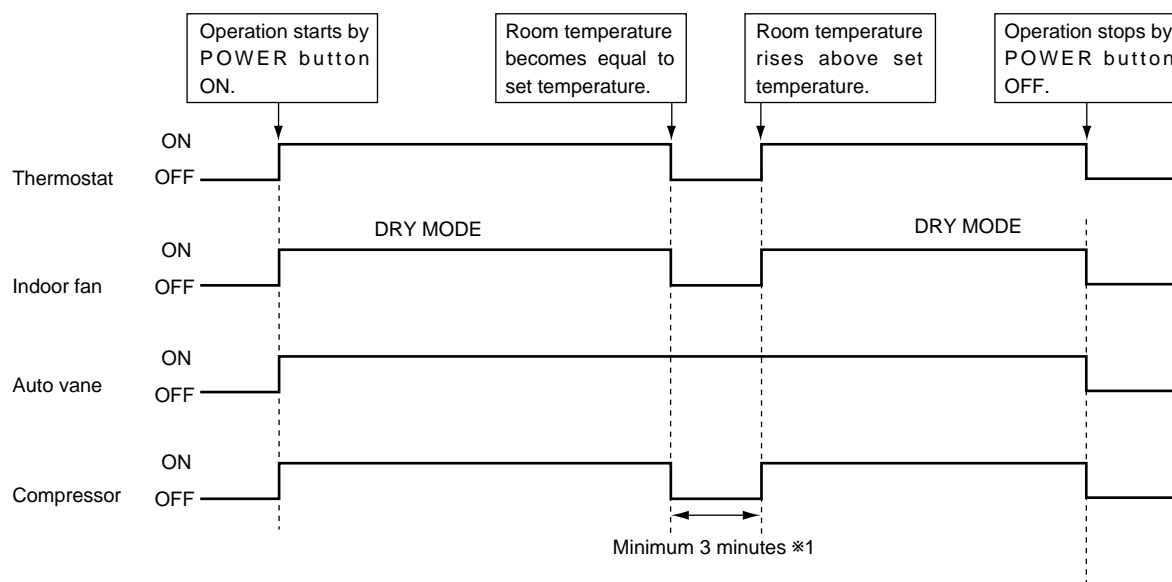 Operation starts by
POWER button
ON.
Room temperature
becomes equal to
set temperature.
Room temperature
rises above set
temperature.
Operation stops by
POWER button
OFF.
Thermostat
ON
OFF
DRY MODE
DRY MODE
Indoor fan
ON
OFF
Auto vane
ON
OFF
Compressor
ON
OFF
Minimum 3 minutes ※1